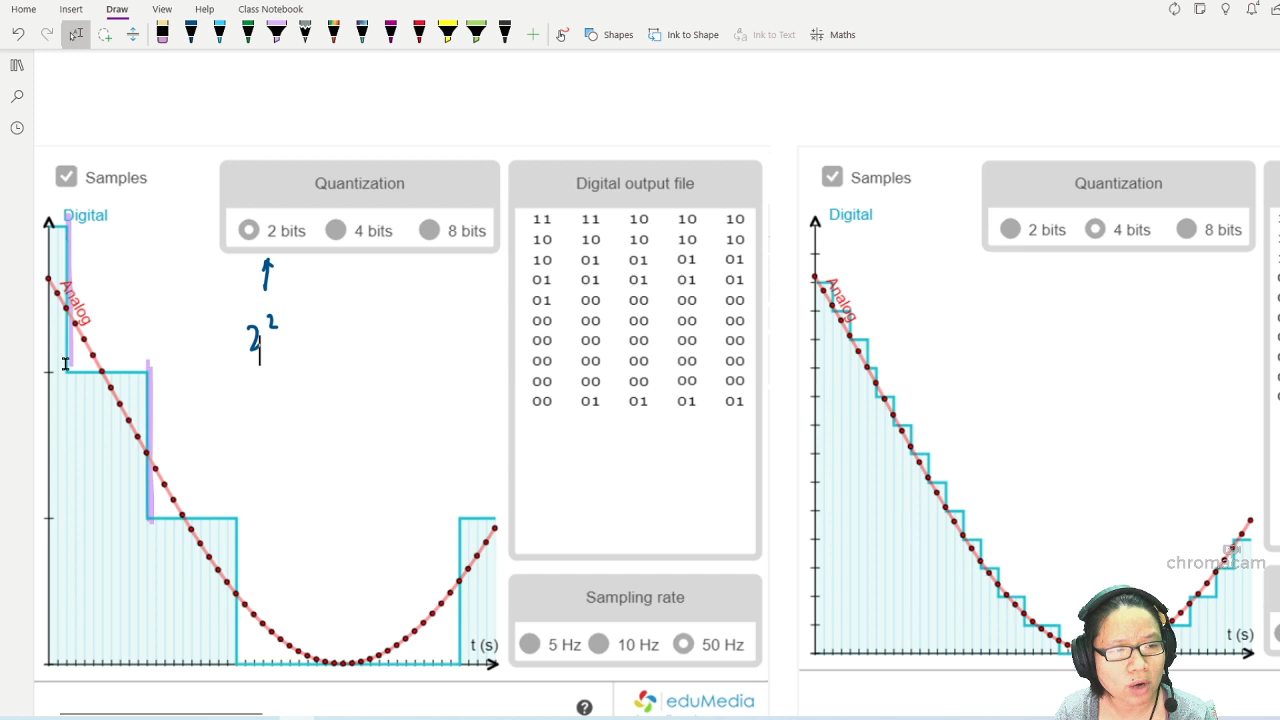 Home Insert Draw View Help Class Notebook
Shapes Ink to Shape Ink to Text Maths
Samples
Quantization
2 bits 4 bits 8 bits
Digital
Analog
2²
t (s)
Digital output file
11 11 10 10 10
10 10 10 10 10
10 01 01 01 01
01 01 01 01 01
01 00 00 00 00
00 00 00 00 00
00 00 00 00 00
00 00 00 00 00
00 00 00 00 00
00 01 01 01 01
Sampling rate
5 Hz 10 Hz 50 Hz
? eduMedia
Samples
Quantization
2 bits 4 bits 8 bits
Digital
Analog
t (s)
chromacam